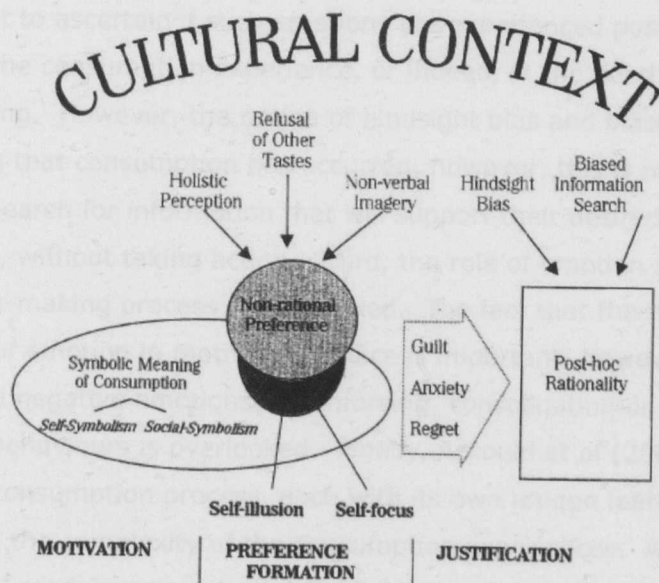 CULTURAL CONTEXT
Refusal
of Other
Tastes
Holistic
Perception
Non-verbal
Imagery
Hindsight
Bias
Biased
Information
Search
Non-rational
Preference
Symbolic Meaning
of Consumption
Self-Symbolism Social-Symbolism
Guilt
Anxiety
Regret
Post-hoc
Rationality
Self-illusion
Self-focus
MOTIVATION
PREFERENCE
FORMATION
JUSTIFICATION